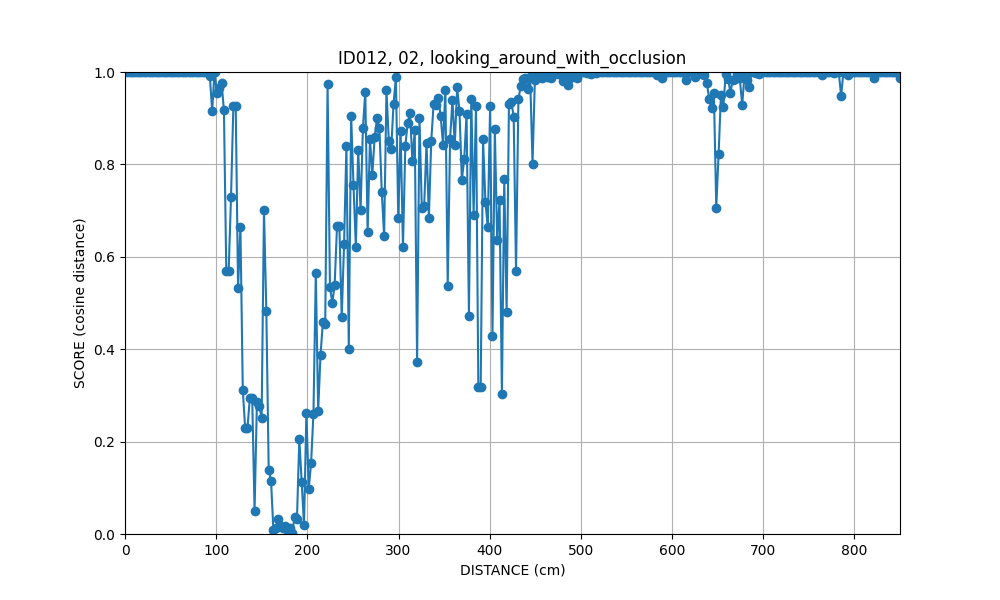 ID012, 02, looking_around_with_occlusion
SCORE (cosine distance)
1.0
0.8
0.6
0.4
0.2
0.0
0 100 200 300 400 500 600 700 800
DISTANCE (cm)